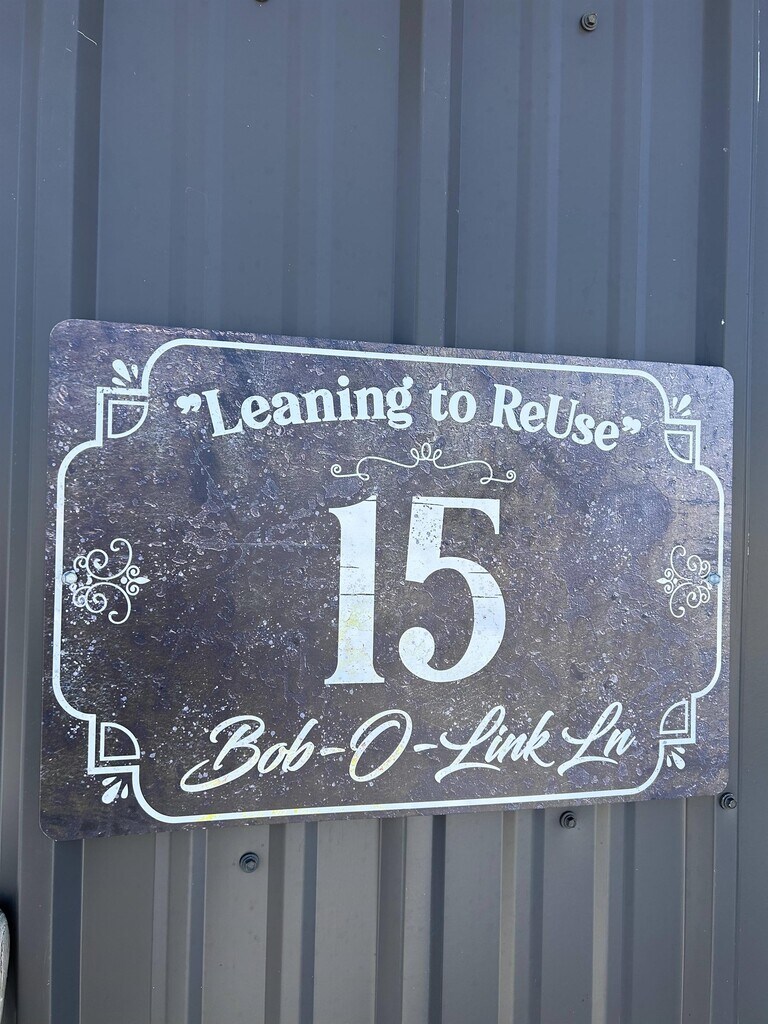 "Leaning to ReUse"
15
Bob-O-Link Ln